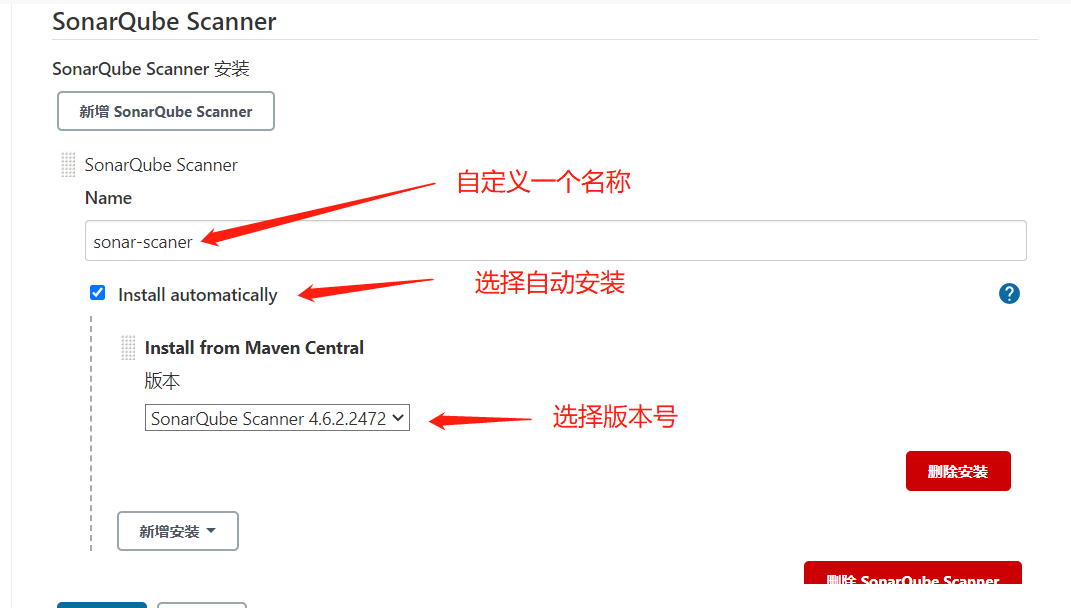 SonarQube Scanner
SonarQube Scanner 安装
新增 SonarQube Scanner
SonarQube Scanner
自定义一个名称
Name
sonar-scaner
选择自动安装
Install automatically
?
Install from Maven Central
版本
SonarQube Scanner 4.6.2.2472
选择版本号
删除安装
新增安装
删除 SonarQube Scanner